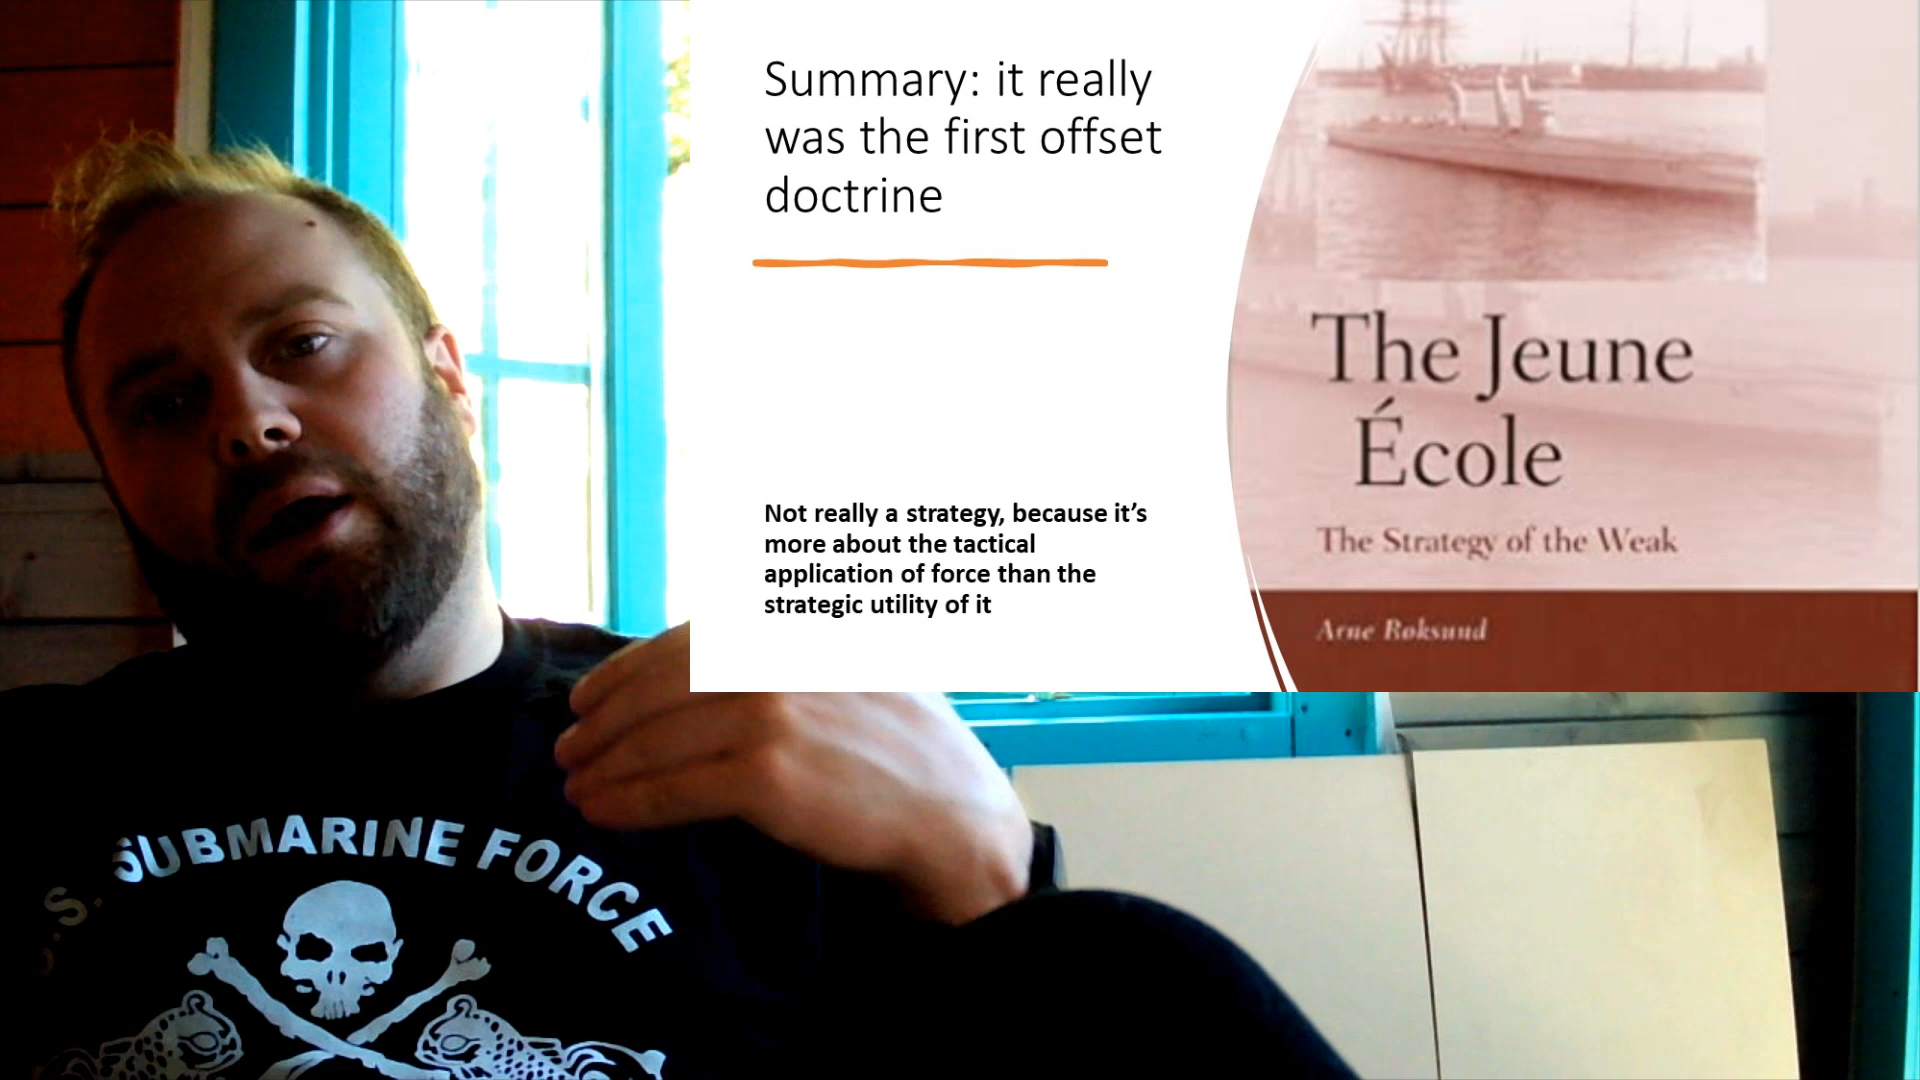 Summary: it really
was the first offset
doctrine
Not really a strategy, because it's
more about the tactical
application of force than the
strategic utility of it
The Jeune
École
The Strategy of the Weak
Arne Røksund
U.S. SUBMARINE FORCE